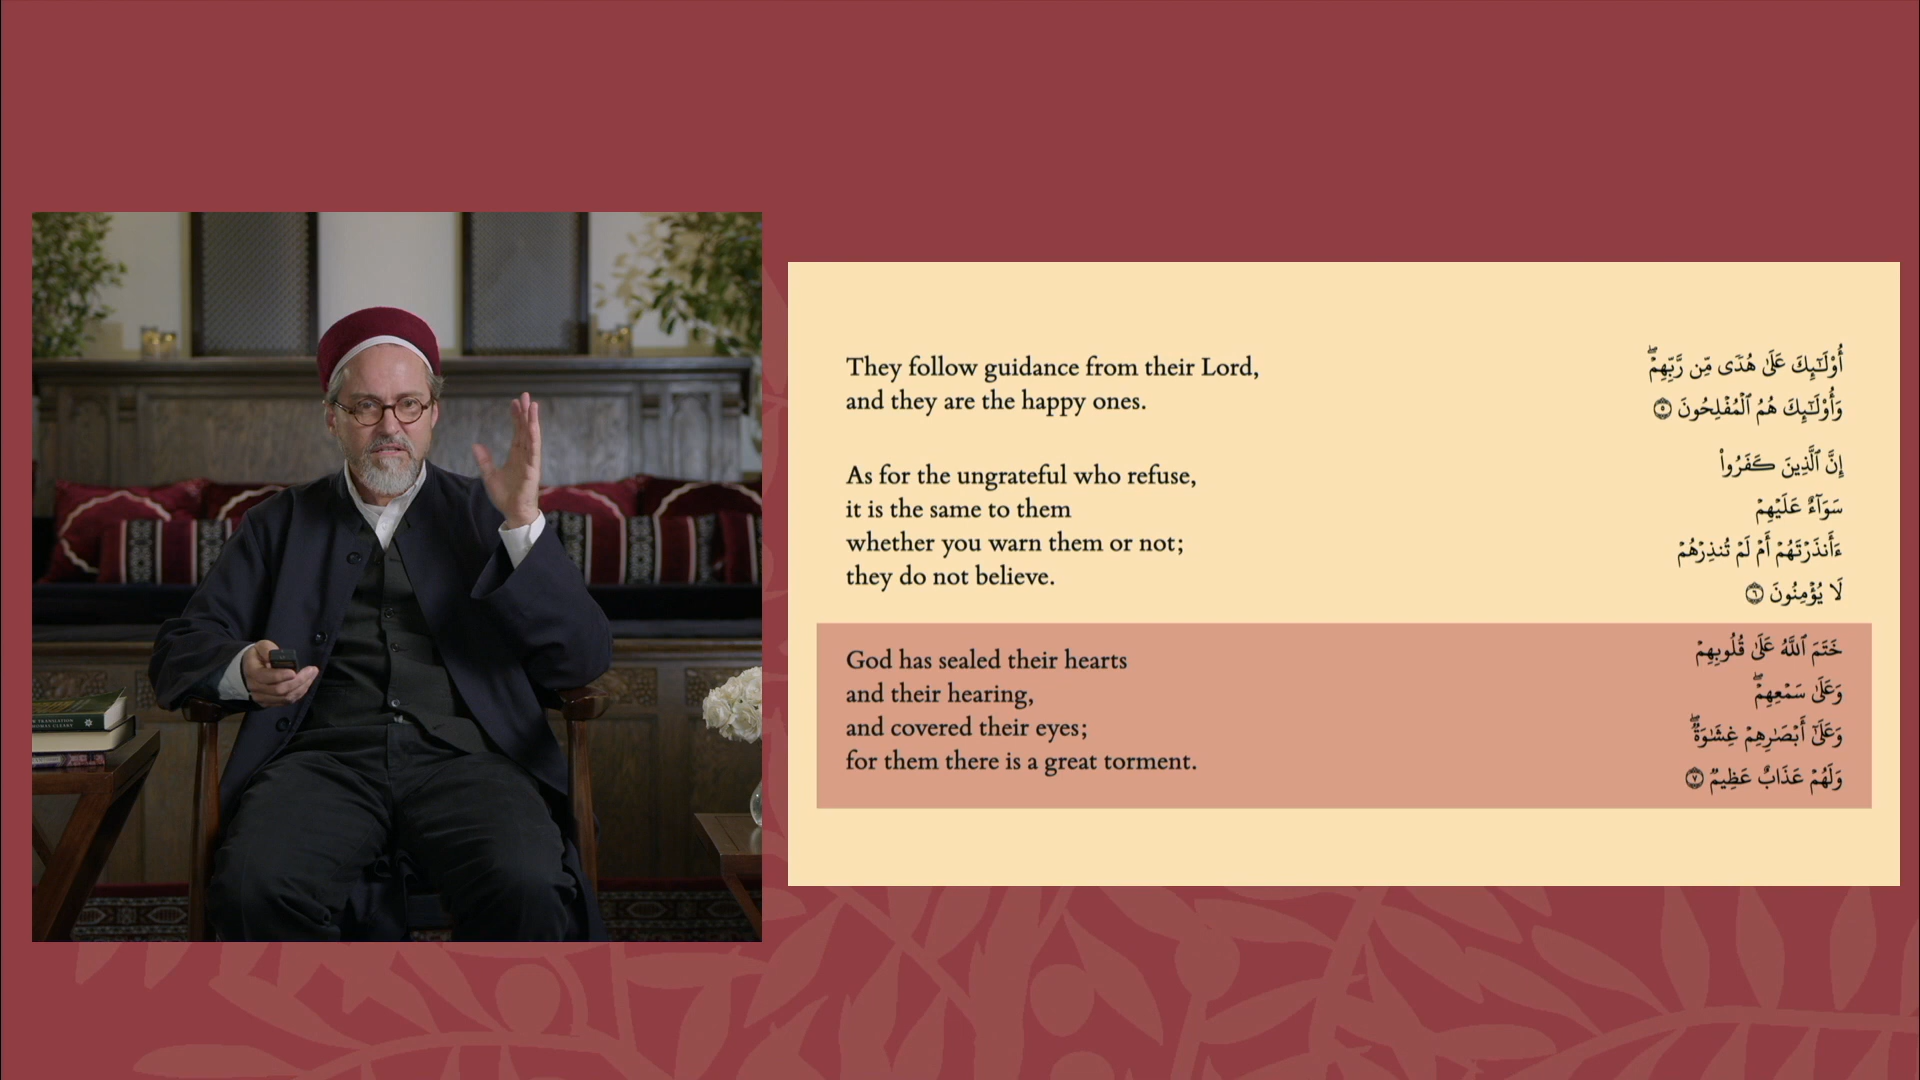 They follow guidance from their Lord,
and they are the happy ones.
As for the ungrateful who refuse,
it is the same to them
whether you warn them or not;
they do not believe.
God has sealed their hearts
and their hearing,
and covered their eyes;
for them there is a great torment.
أُوْلَٰٓئِكَ عَلَىٰ هُدًى مِّن رَّبِّهِمْۖ
وَأُوْلَٰٓئِكَ هُمُ ٱلْمُفْلِحُونَ ۝٥
إِنَّ ٱلَّذِينَ كَفَرُواْ
سَوَآءٌ عَلَيْهِمْ
ءَأَنذَرْتَهُمْ أَمْ لَمْ تُنذِرْهُمْ
لَا يُؤْمِنُونَ ۝٦
خَتَمَ ٱللَّهُ عَلَىٰ قُلُوبِهِمْ
وَعَلَىٰ سَمْعِهِمْۖ
وَعَلَىٰٓ أَبْصَٰرِهِمْ غِشَٰوَةٌۖ
وَلَهُمْ عَذَابٌ عَظِيمٌ ۝٧
TRANSLATION
THOMAS CLEARY